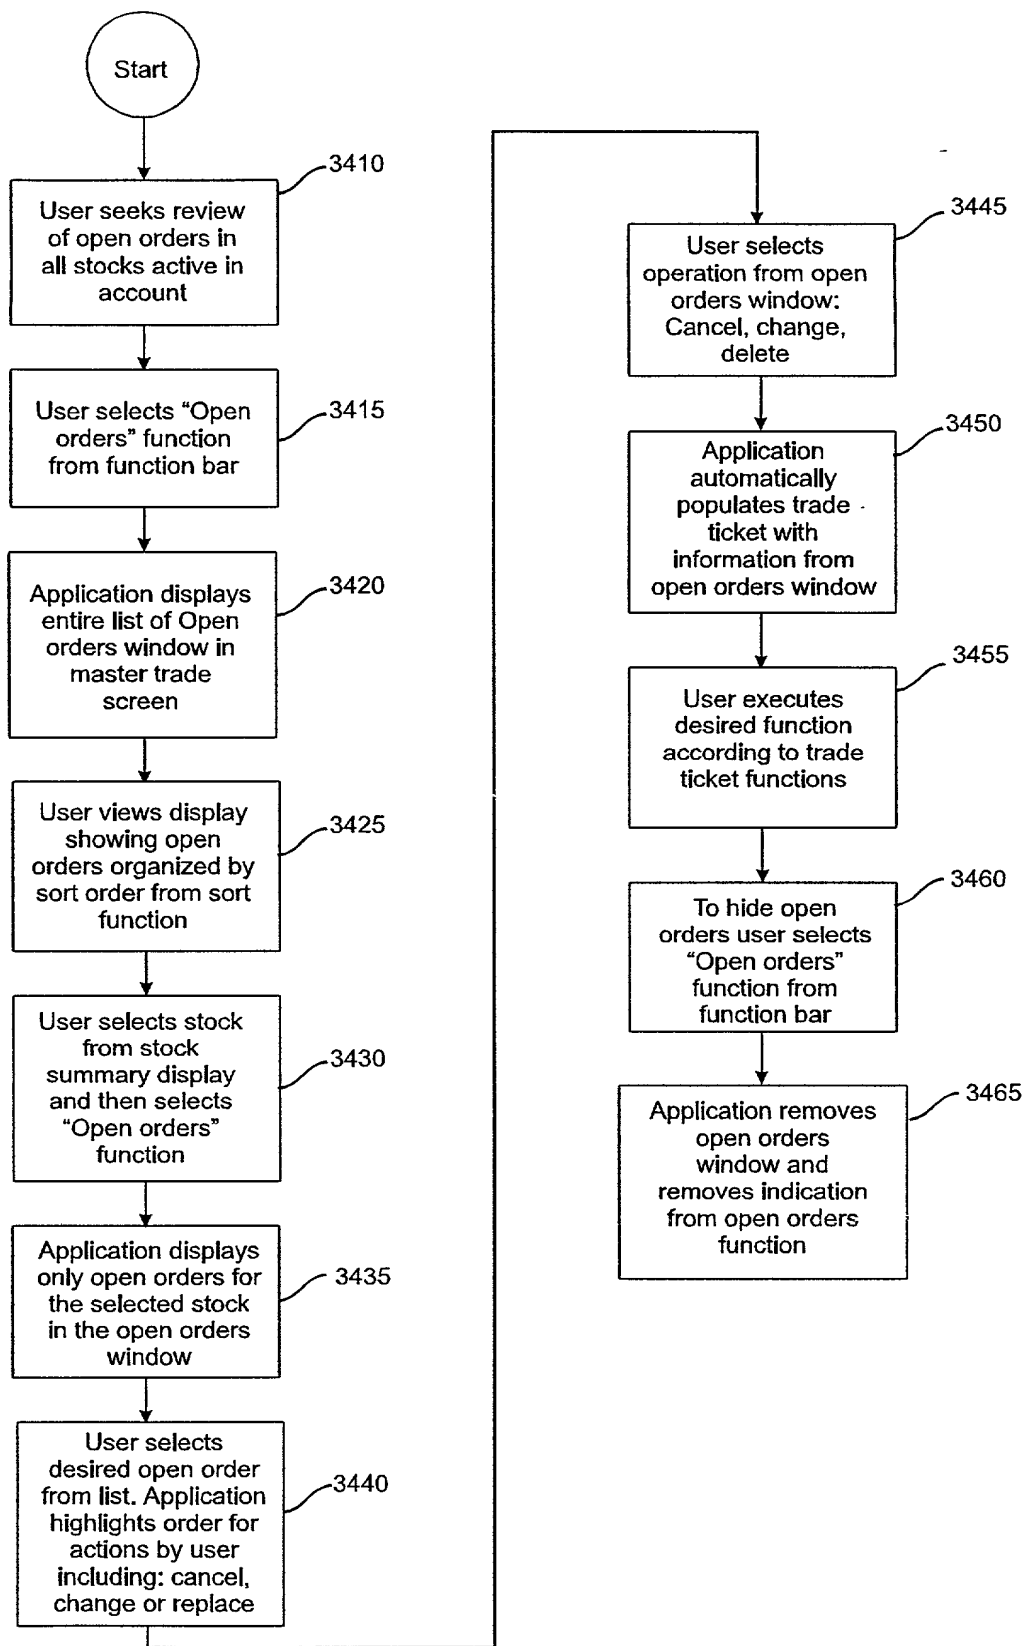 Start
3410
User seeks review
of open orders in
all stocks active in
account
3415
User selects “Open
orders” function
from function bar
3420
Application displays
entire list of Open
orders window in
master trade
screen
3425
User views display
showing open
orders organized by
sort order from sort
function
3430
User selects stock
from stock
summary display
and then selects
“Open orders”
function
3435
Application displays
only open orders for
the selected stock
in the open orders
window
3440
User selects
desired open order
from list. Application
highlights order for
actions by user
including: cancel,
change or replace
3445
User selects
operation from open
orders window:
Cancel, change,
delete
3450
Application
automatically
populates trade
ticket with
information from
open orders window
3455
User executes
desired function
according to trade
ticket functions
3460
To hide open
orders user selects
“Open orders”
function from
function bar
3465
Application removes
open orders
window and
removes indication
from open orders
function